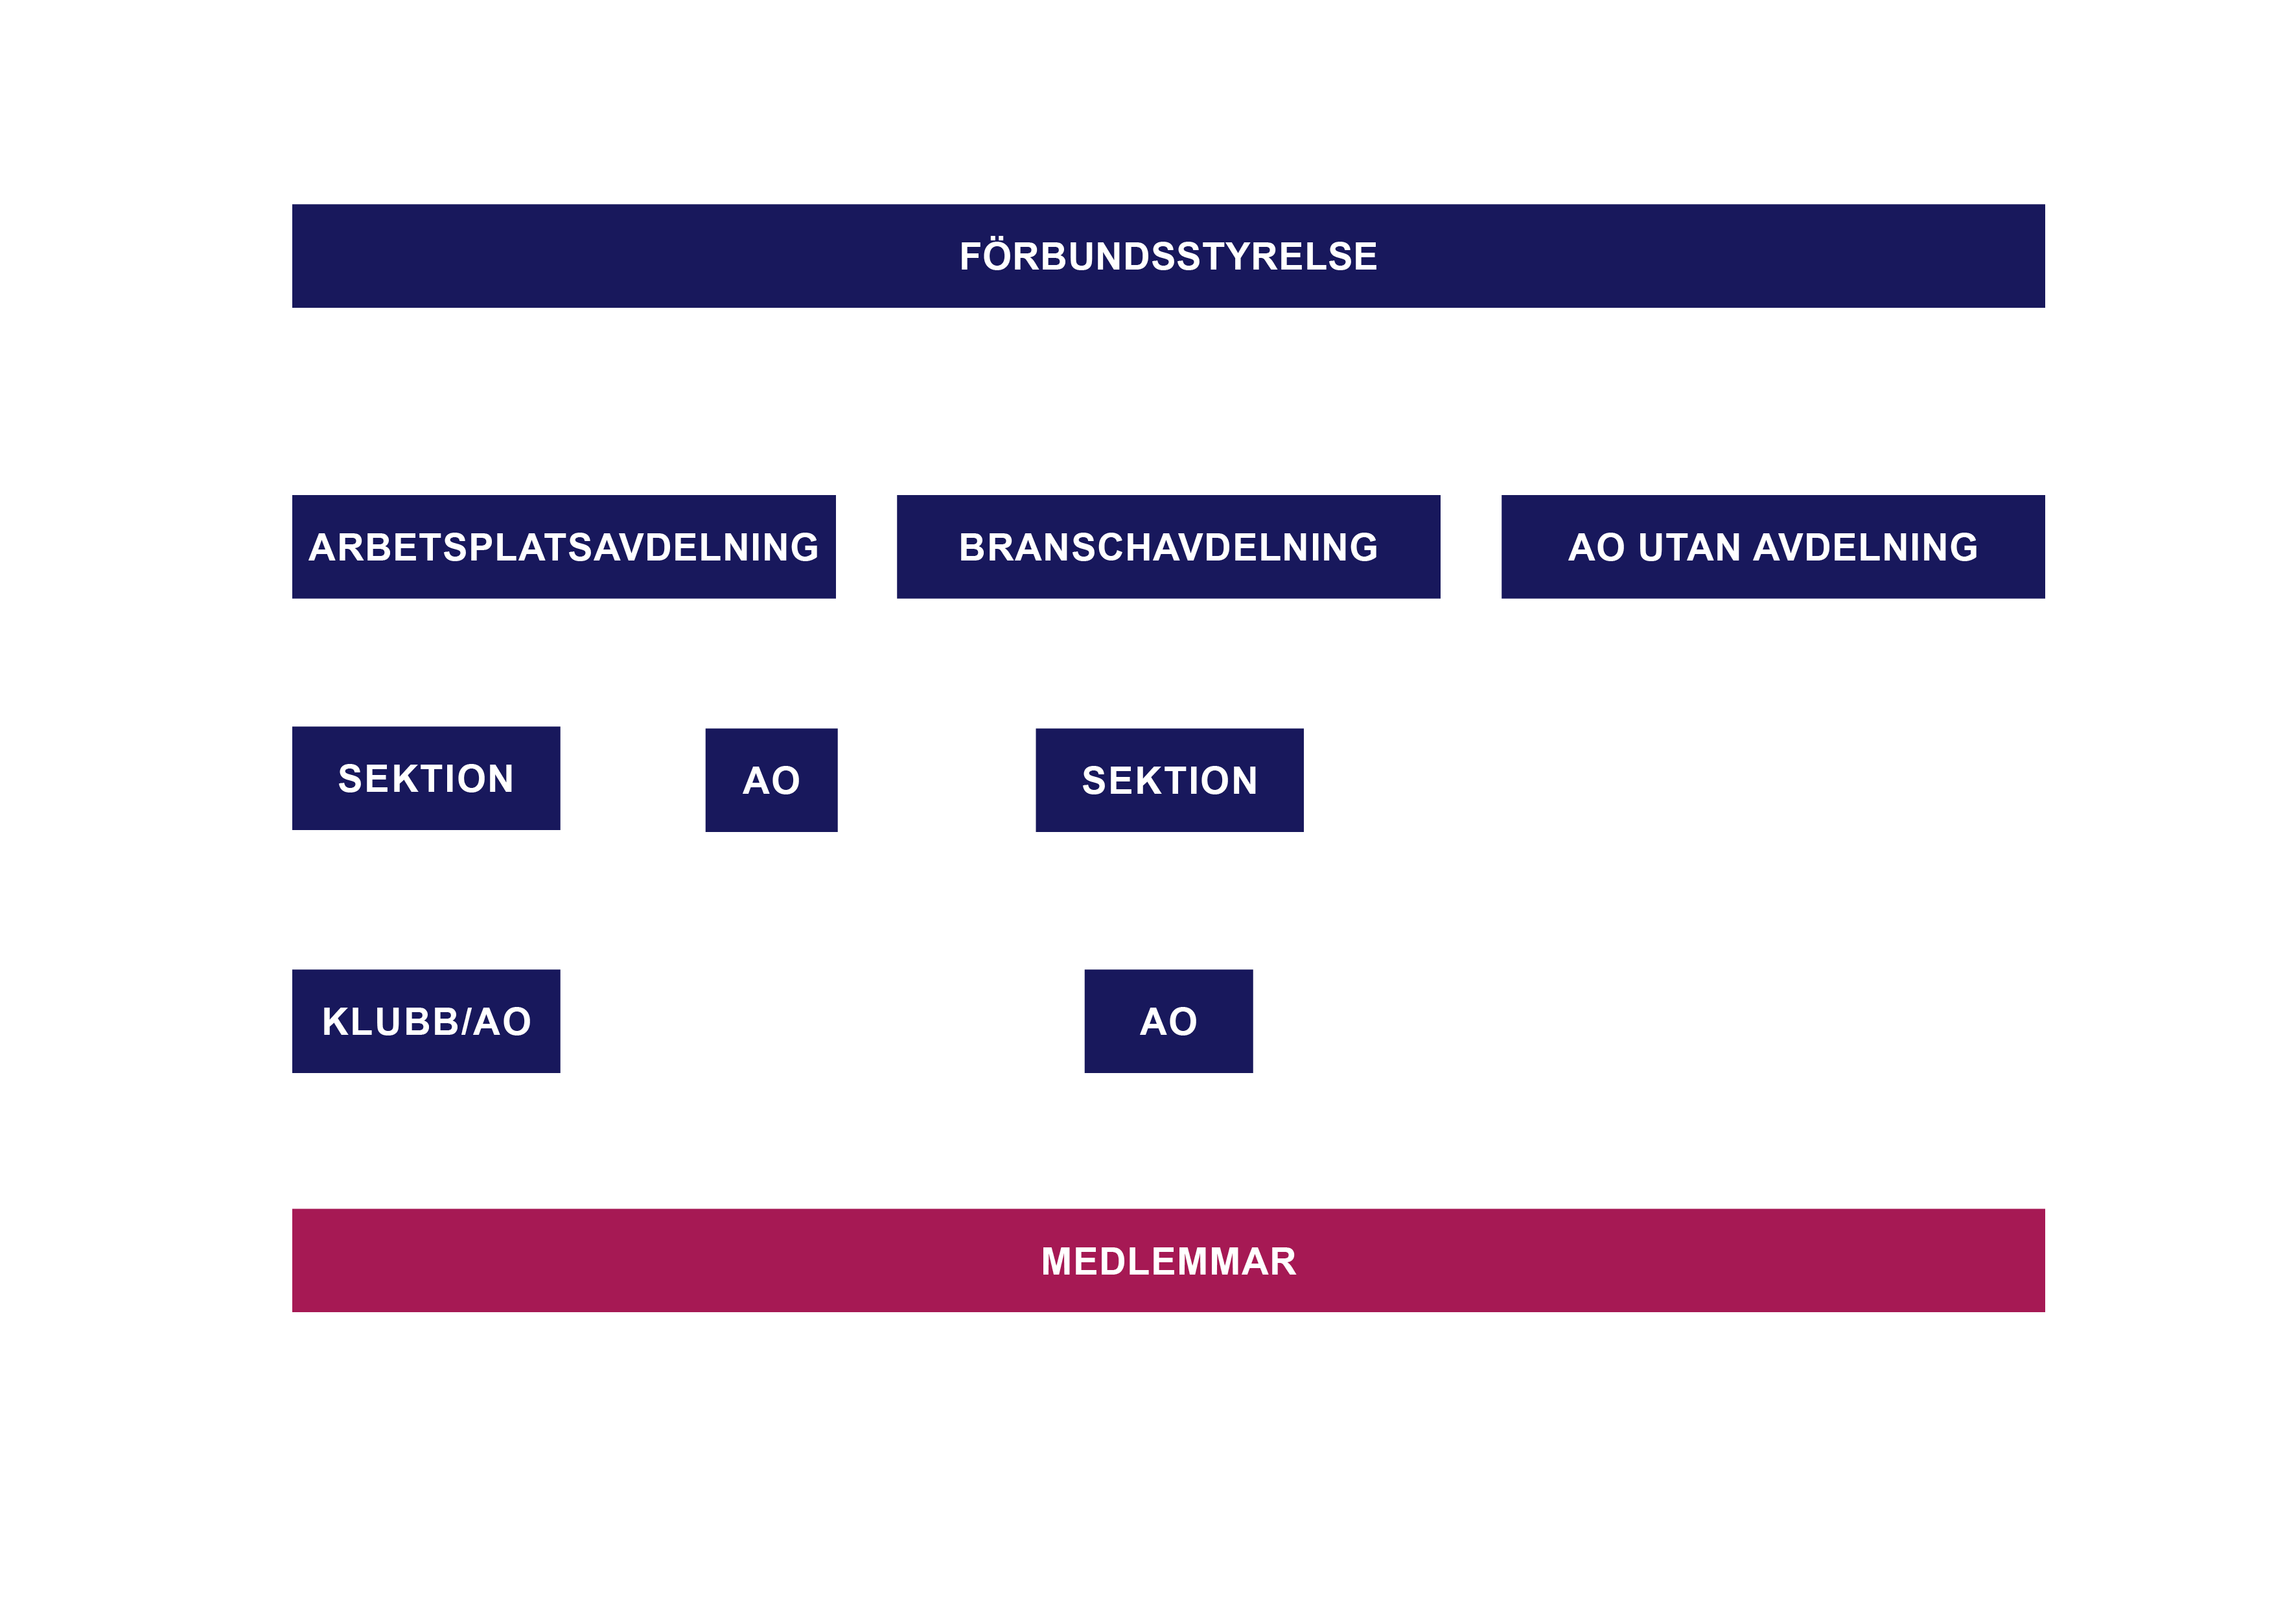 FÖRBUNDSSTYRELSE
ARBETSPLATSAVDELNING
BRANSCHAVDELNING
AO UTAN AVDELNING
SEKTION
AO
SEKTION
KLUBB/AO
AO
MEDLEMMAR